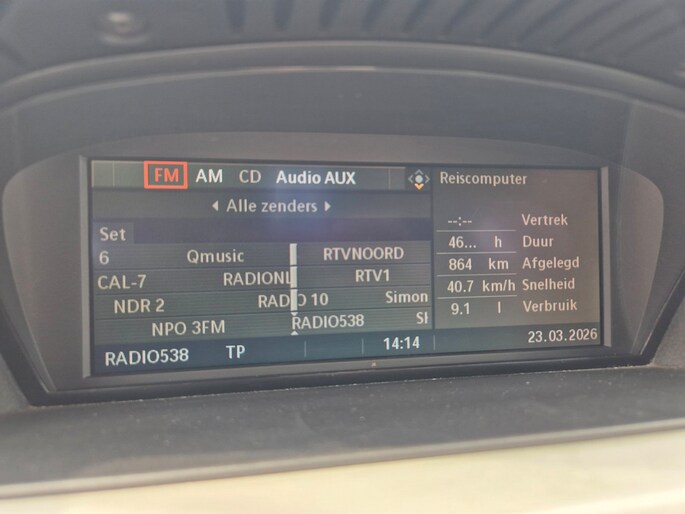 FM AM CD Audio AUX
Alle zenders
Set
6 Qmusic RTVNOORD
CAL-7 RADIONL RTV1
NDR 2 RADIO 10 Simon
NPO 3FM RADIO538 SI
RADIO538 TP 14:14
Reiscomputer
--:-- Vertrek
46... h Duur
864 km Afgelegd
40.7 km/h Snelheid
9.1 l Verbruik
23.03.2026